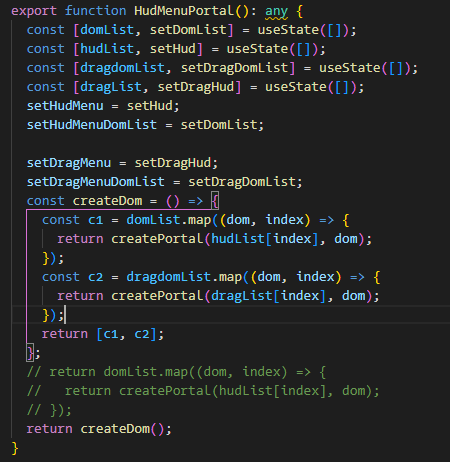 export function HudMenuPortal(): any {
  const [domList, setDomList] = useState([]);
  const [hudList, setHud] = useState([]);
  const [dragdomList, setDragDomList] = useState([]);
  const [dragList, setDragHud] = useState([]);
  setHudMenu = setHud;
  setHudMenuDomList = setDomList;

  setDragMenu = setDragHud;
  setDragMenuDomList = setDragDomList;
  const createDom = () => {
    const c1 = domList.map((dom, index) => {
      return createPortal(hudList[index], dom);
    });
    const c2 = dragdomList.map((dom, index) => {
      return createPortal(dragList[index], dom);
    });
    return [c1, c2];
  };
  // return domList.map((dom, index) => {
  //   return createPortal(hudList[index], dom);
  // });
  return createDom();
}